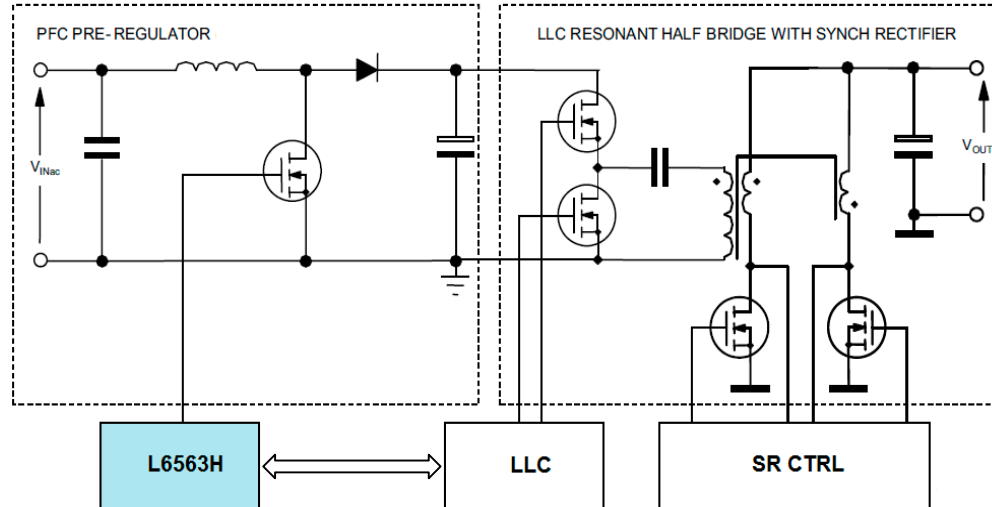 PFC PRE-REGULATOR
LLC RESONANT HALF BRIDGE WITH SYNCH RECTIFIER
VINac
VOUT
L6563H
LLC
SR CTRL